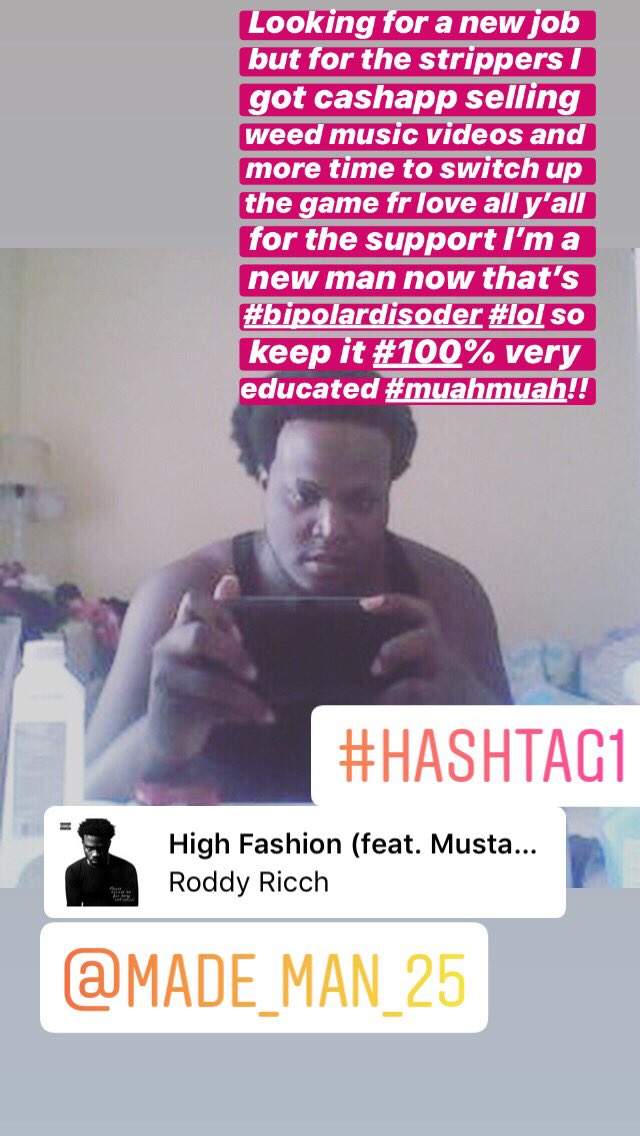 Looking for a new job
but for the strippers I
got cashapp selling
weed music videos and
more time to switch up
the game fr love all y'all
for the support I'm a
new man now that's
#bipolardisoder #lol so
keep it #100% very
educated #muahmuah!!
#HASHTAG1
High Fashion (feat. Musta...
Roddy Ricch
@MADE_MAN_25